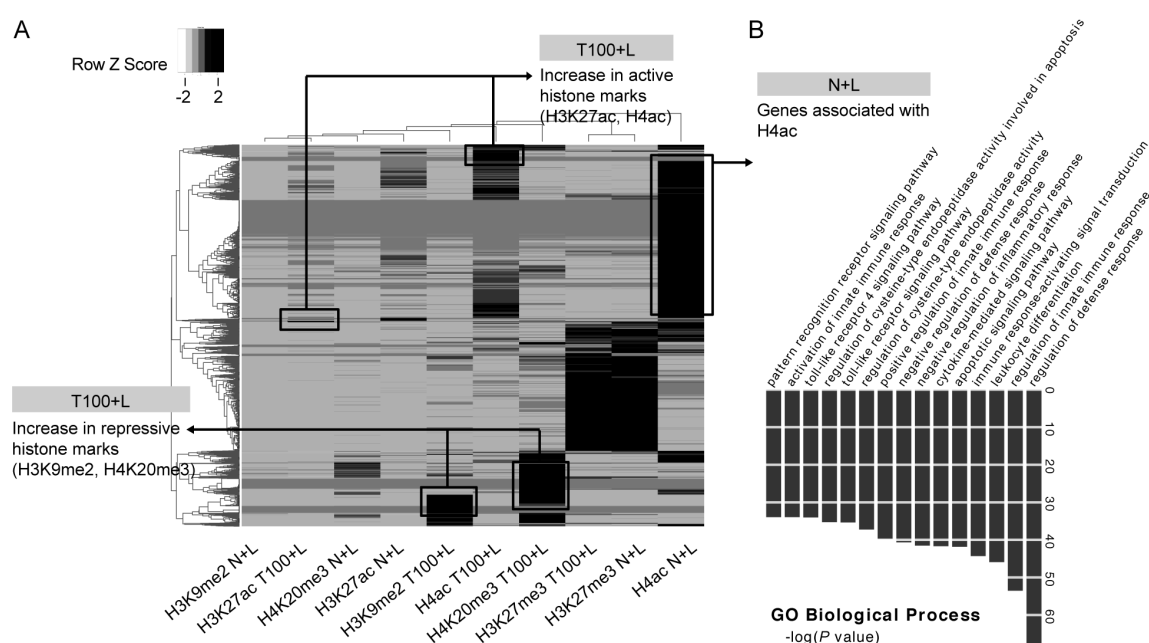 A
Row Z Score
-2
2
T100+L
Increase in active
histone marks
(H3K27ac, H4ac)
T100+L
Increase in repressive
histone marks
(H3K9me2, H4K20me3)
H3K9me2 N+L
H3K27ac T100+L
H4K20me3 N+L
H3K27ac N+L
H3K9me2 T100+L
H4ac T100+L
H4K20me3 T100+L
H3K27me3 T100+L
H3K27me3 N+L
H4ac N+L
B
N+L
Genes associated with
H4ac
pattern recognition receptor signaling pathway
activation of innate immune response
toll-like receptor 4 signaling pathway
regulation of cysteine-type endopeptidase activity involved in apoptosis
toll-like receptor signaling pathway
regulation of cysteine-type endopeptidase activity
positive regulation of innate immune response
negative regulation of defense response
negative regulation of inflammatory response
cytokine-mediated signaling pathway
apoptotic signaling pathway
immune response-activating signal transduction
leukocyte differentiation
regulation of innate immune response
regulation of defense response
0
10
20
30
40
50
60
GO Biological Process
-log(P value)